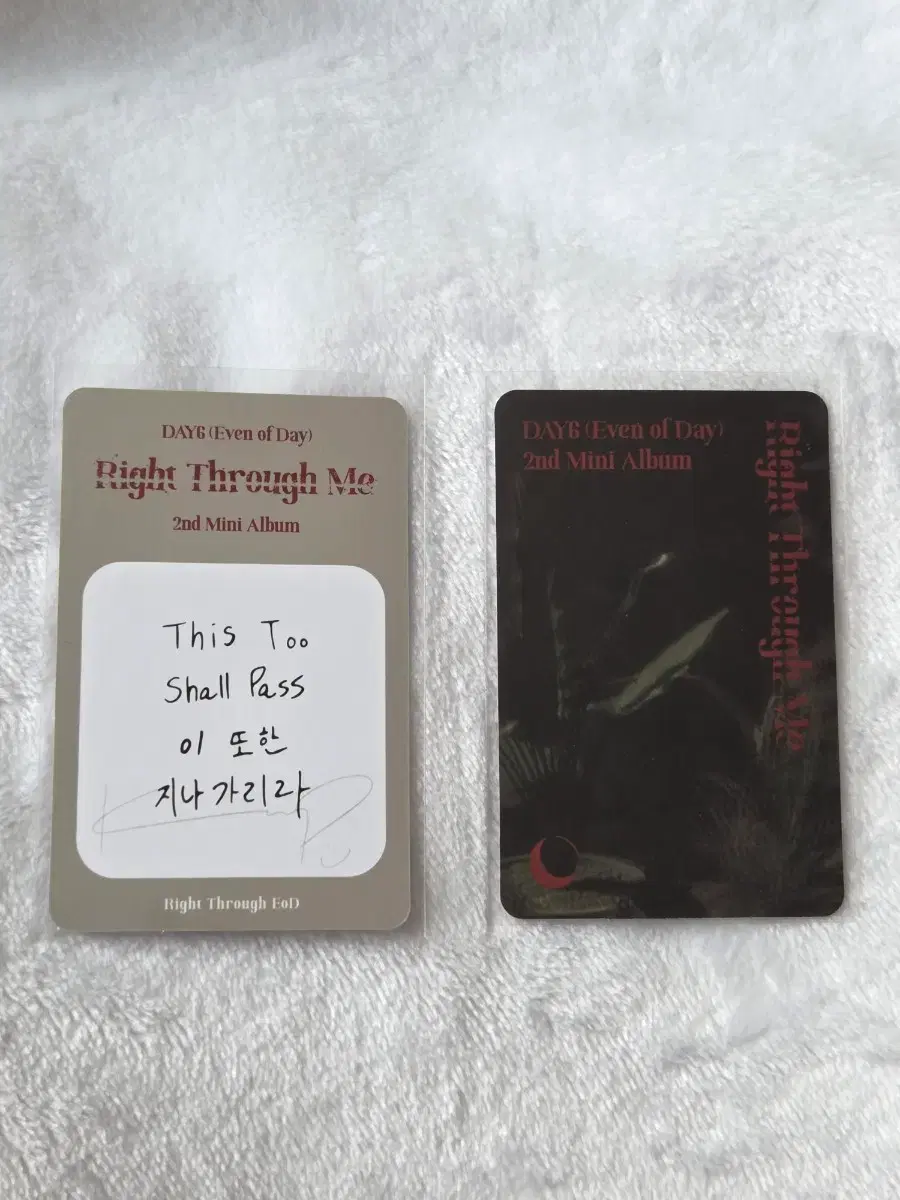 DAY6 (Even of Day)
Right Through Me
2nd Mini Album
This Too
Shall Pass
이 또한
지나가리라
Right Through EoD
DAY6 (Even of Day)
2nd Mini Album
Right Through Me